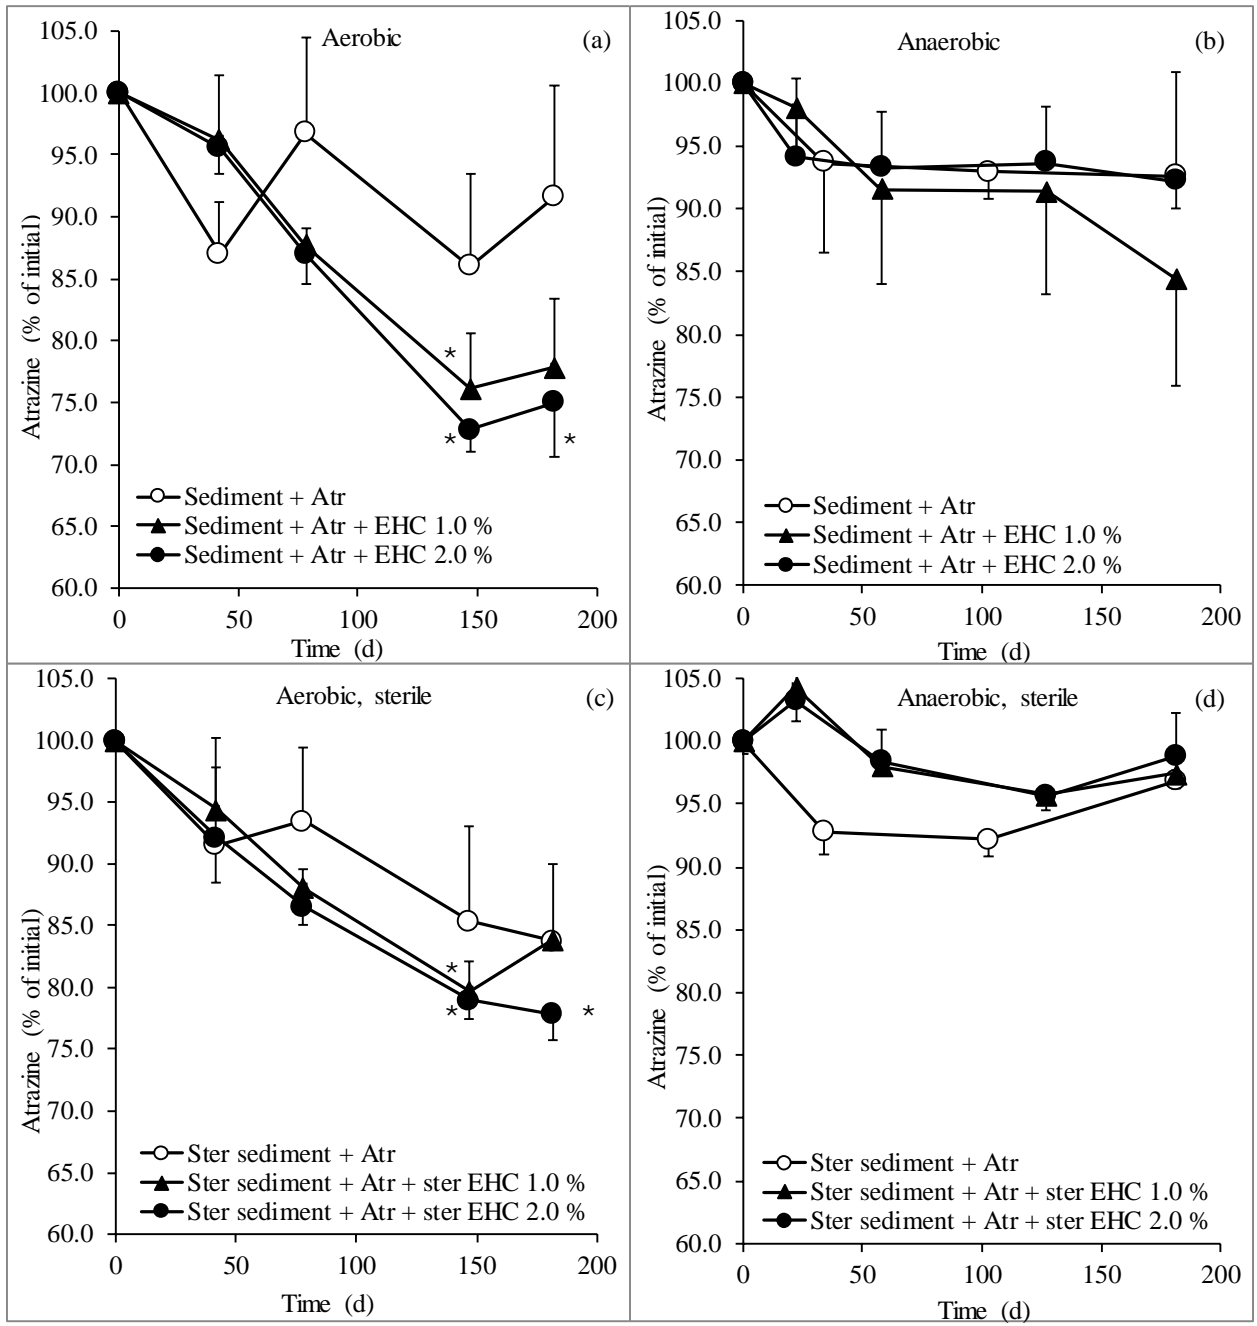 Aerobic (a)
Atrazine (% of initial)
105.0
100.0
95.0
90.0
85.0
80.0
75.0
70.0
65.0
60.0
*
* *
Sediment + Atr
Sediment + Atr + EHC 1.0 %
Sediment + Atr + EHC 2.0 %
0 50 100 150 200
Time (d)
Anaerobic (b)
Atrazine (% of initial)
105.0
100.0
95.0
90.0
85.0
80.0
75.0
70.0
65.0
60.0
Sediment + Atr
Sediment + Atr + EHC 1.0 %
Sediment + Atr + EHC 2.0 %
0 50 100 150 200
Time (d)
Aerobic, sterile (c)
Atrazine (% of initial)
105.0
100.0
95.0
90.0
85.0
80.0
75.0
70.0
65.0
60.0
*
* *
Ster sediment + Atr
Ster sediment + Atr + ster EHC 1.0 %
Ster sediment + Atr + ster EHC 2.0 %
0 50 100 150 200
Time (d)
Anaerobic, sterile (d)
Atrazine (% of initial)
105.0
100.0
95.0
90.0
85.0
80.0
75.0
70.0
65.0
60.0
Ster sediment + Atr
Ster sediment + Atr + ster EHC 1.0 %
Ster sediment + Atr + ster EHC 2.0 %
0 50 100 150 200
Time (d)